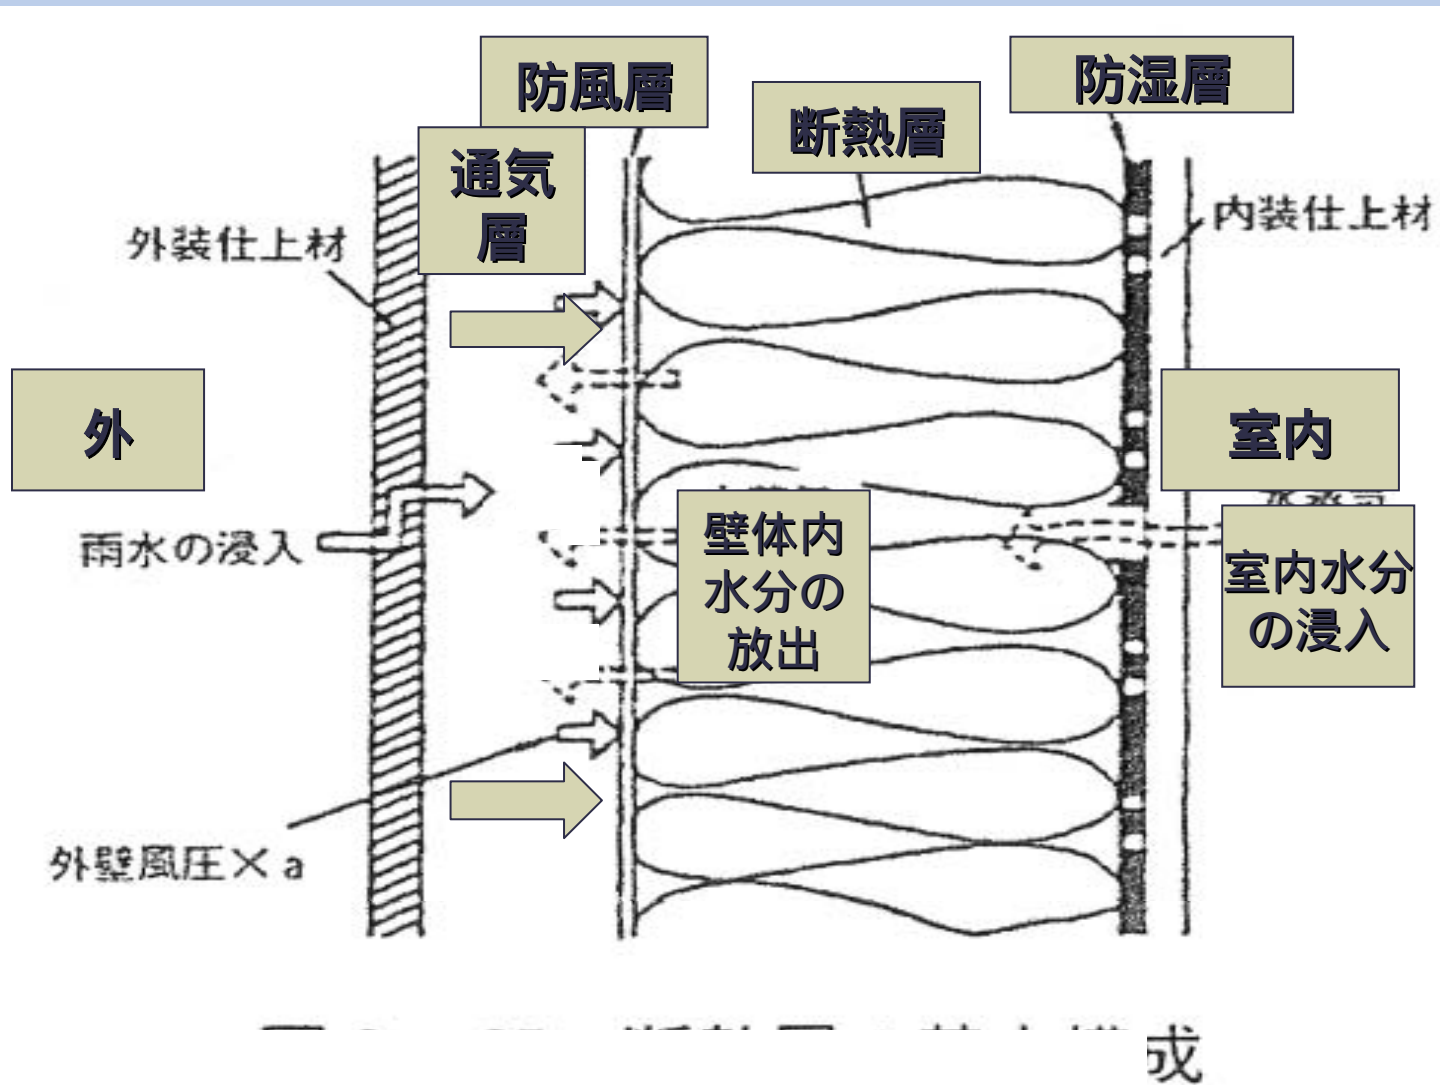 防風層
防湿層
断熱層
通気
層
内装仕上材
外装仕上材
外
室内
壁体内
水分の
放出
雨水の浸入
室内水分
の浸入
外壁風圧×a
成